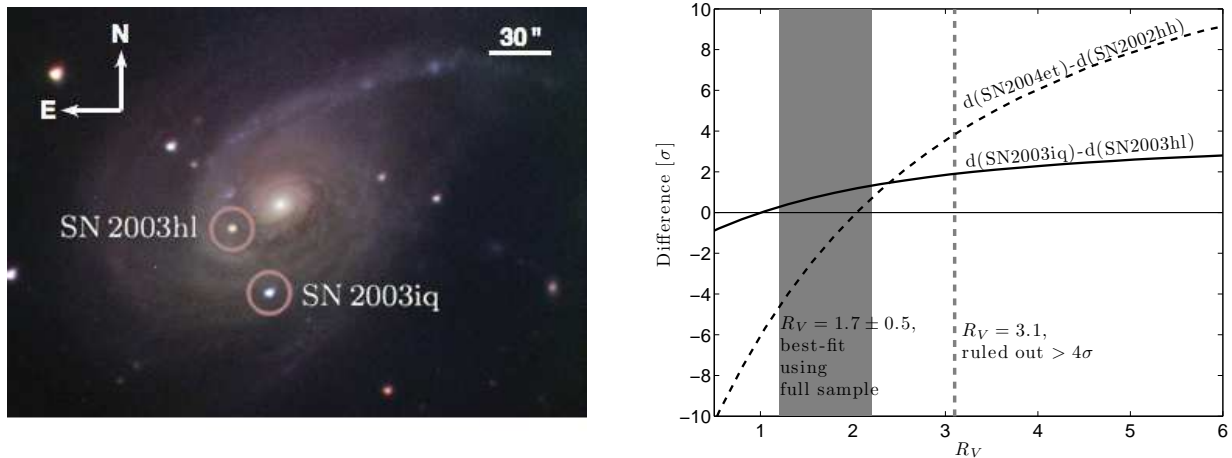 N
E
30"
SN 2003hl
SN 2003iq
10
8
6
4
2
0
−2
−4
−6
−8
−10
Difference [σ]
d(SN2004et)-d(SN2002hh)
d(SN2003iq)-d(SN2003hl)
R_V = 1.7 ± 0.5,
best-fit
using
full sample
R_V = 3.1,
ruled out > 4σ
1 2 3 4 5 6
R_V